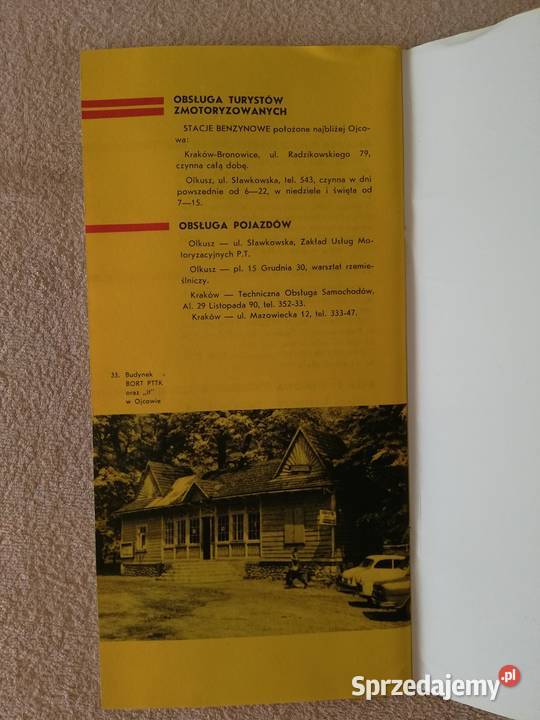 OBSŁUGA TURYSTÓW
ZMOTORYZOWANYCH
STACJE BENZYNOWE położone najbliżej Ojco-
wa:
Kraków-Bronowice, ul. Radzikowskiego 79,
czynna całą dobę.
Olkusz, ul. Sławkowska, tel. 543, czynna w dni
powszednie od 6—22, w niedziele i święta od
7—15.
OBSŁUGA POJAZDÓW
Olkusz — ul. Sławkowska, Zakład Usług Mo-
toryzacyjnych P.T.
Olkusz — pl. 15 Grudnia 30, warsztat rzemie-
ślniczy.
Kraków — Techniczna Obsługa Samochodów,
Al. 29 Listopada 90, tel. 352-33.
Kraków — ul. Mazowiecka 12, tel. 333-47.
33. Budynek -
BORT PTTK
oraz „it"
w Ojcowie
Sprzedajemy.pl